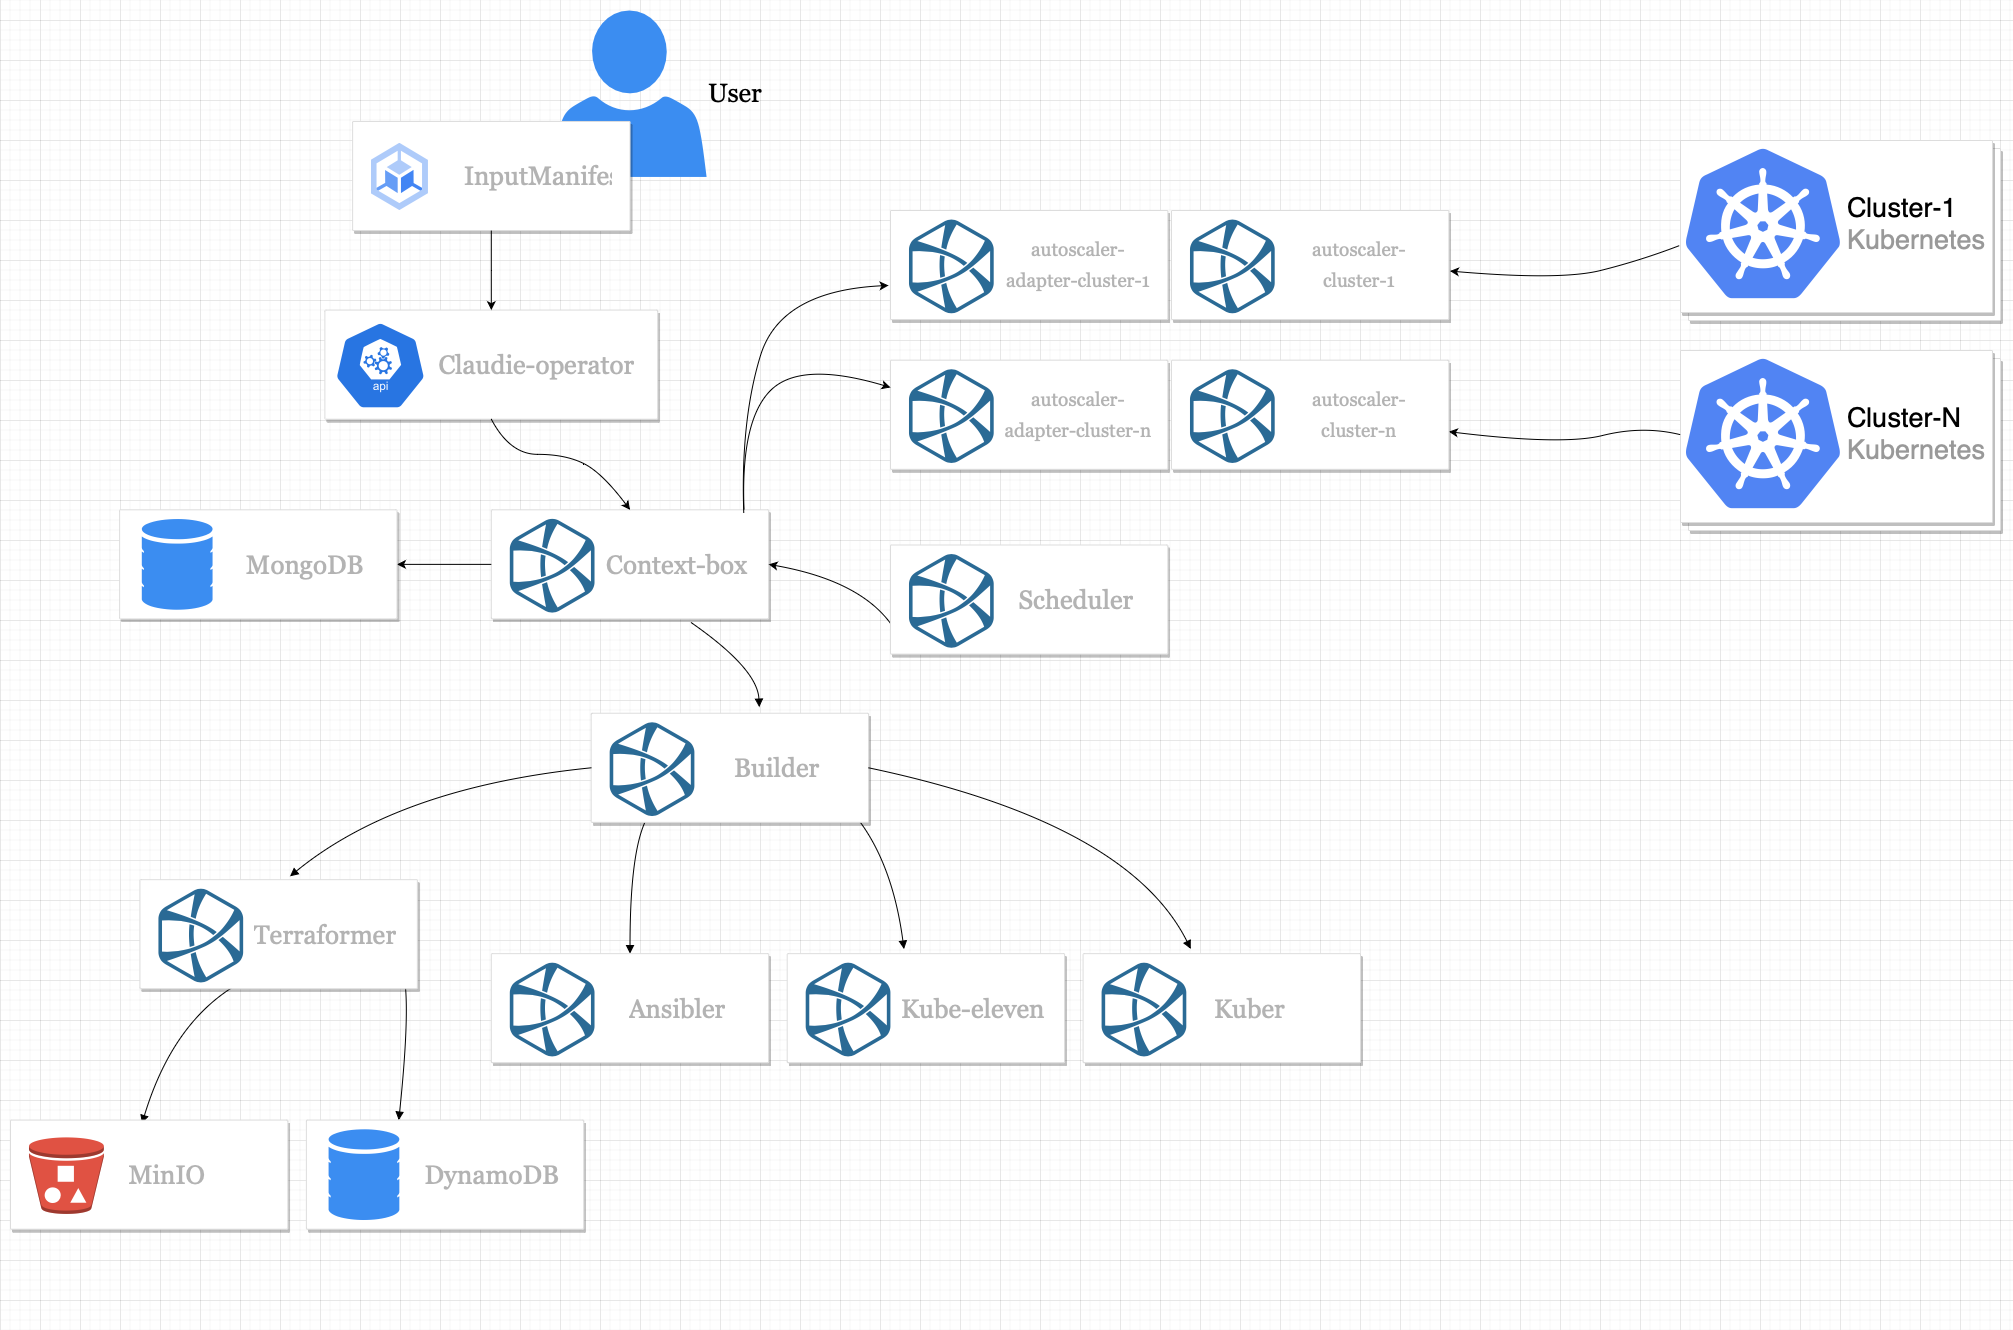 User
InputManifes
Cluster-1
Kubernetes
autoscaler-
adapter-cluster-1
autoscaler-
cluster-1
api
Claudie-operator
autoscaler-
adapter-cluster-n
autoscaler-
cluster-n
Cluster-N
Kubernetes
MongoDB
Context-box
Scheduler
Builder
Terraformer
Ansibler
Kube-eleven
Kuber
MinIO
DynamoDB